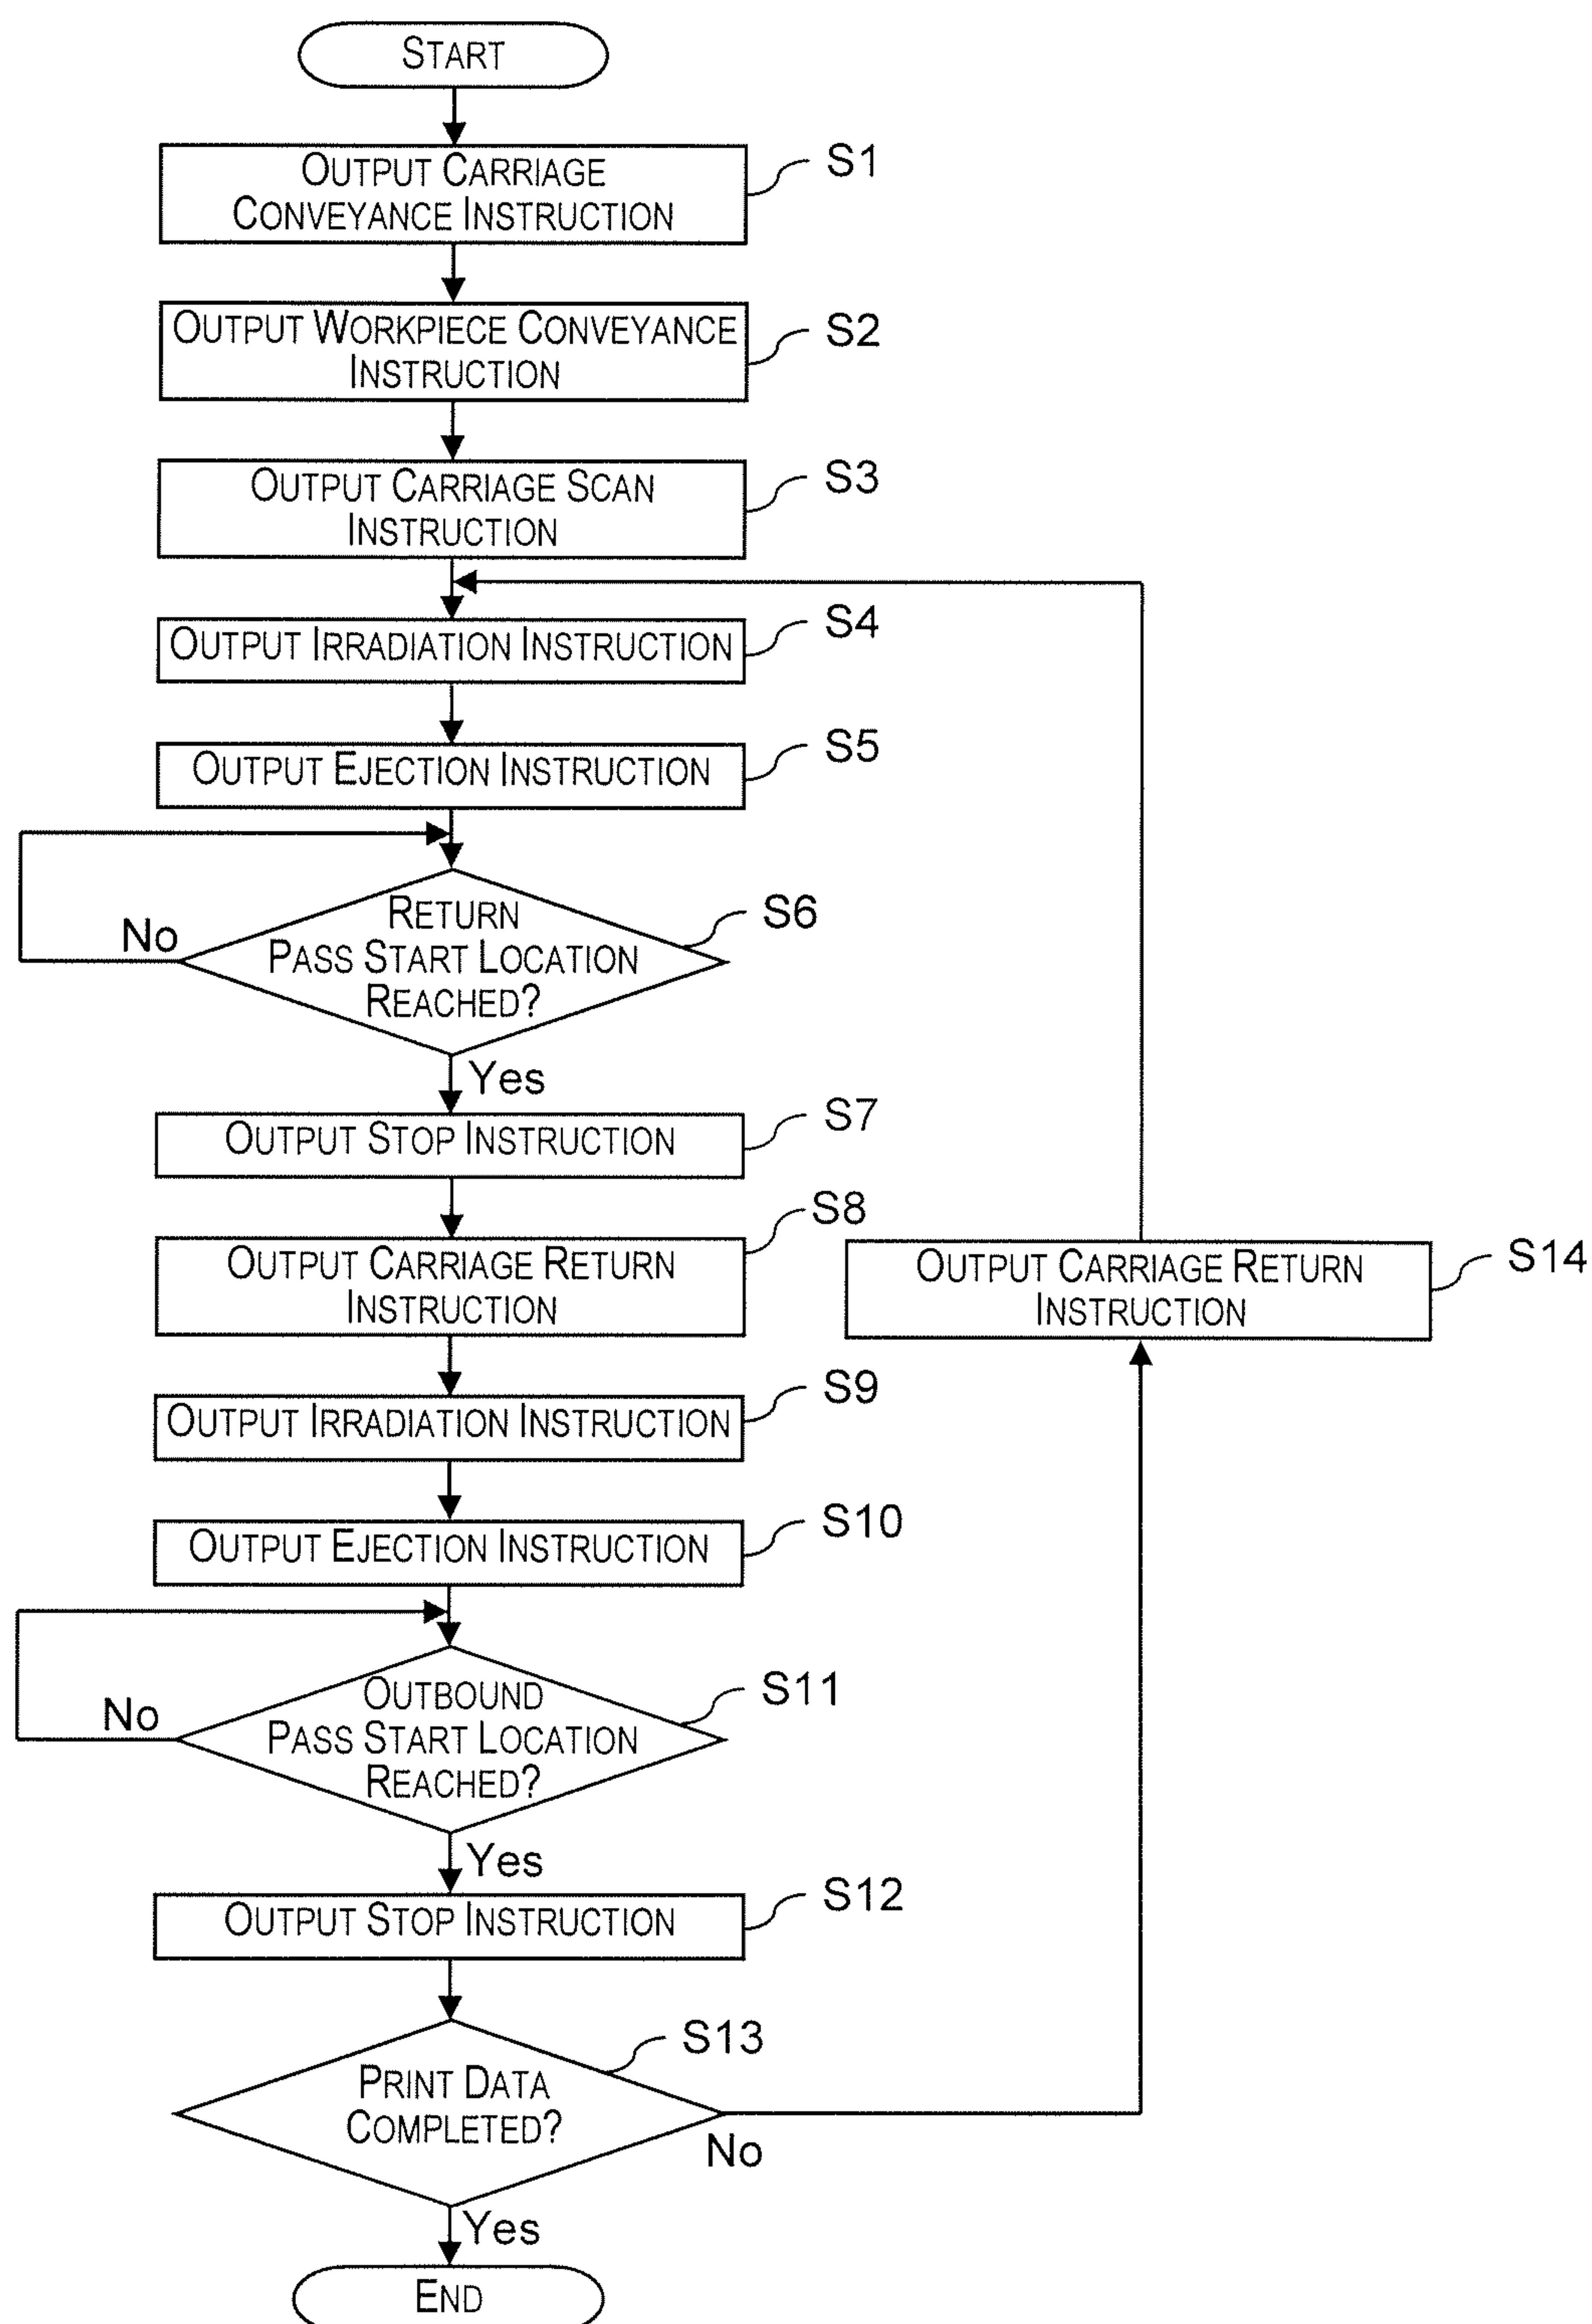 START
OUTPUT CARRIAGE
CONVEYANCE INSTRUCTION
S1
OUTPUT WORKPIECE CONVEYANCE
INSTRUCTION
S2
OUTPUT CARRIAGE SCAN
INSTRUCTION
S3
OUTPUT IRRADIATION INSTRUCTION
S4
OUTPUT EJECTION INSTRUCTION
S5
RETURN
PASS START LOCATION
REACHED?
S6
No
Yes
OUTPUT STOP INSTRUCTION
S7
OUTPUT CARRIAGE RETURN
INSTRUCTION
S8
OUTPUT CARRIAGE RETURN
INSTRUCTION
S14
OUTPUT IRRADIATION INSTRUCTION
S9
OUTPUT EJECTION INSTRUCTION
S10
OUTBOUND
PASS START LOCATION
REACHED?
S11
No
Yes
OUTPUT STOP INSTRUCTION
S12
PRINT DATA
COMPLETED?
S13
No
Yes
END